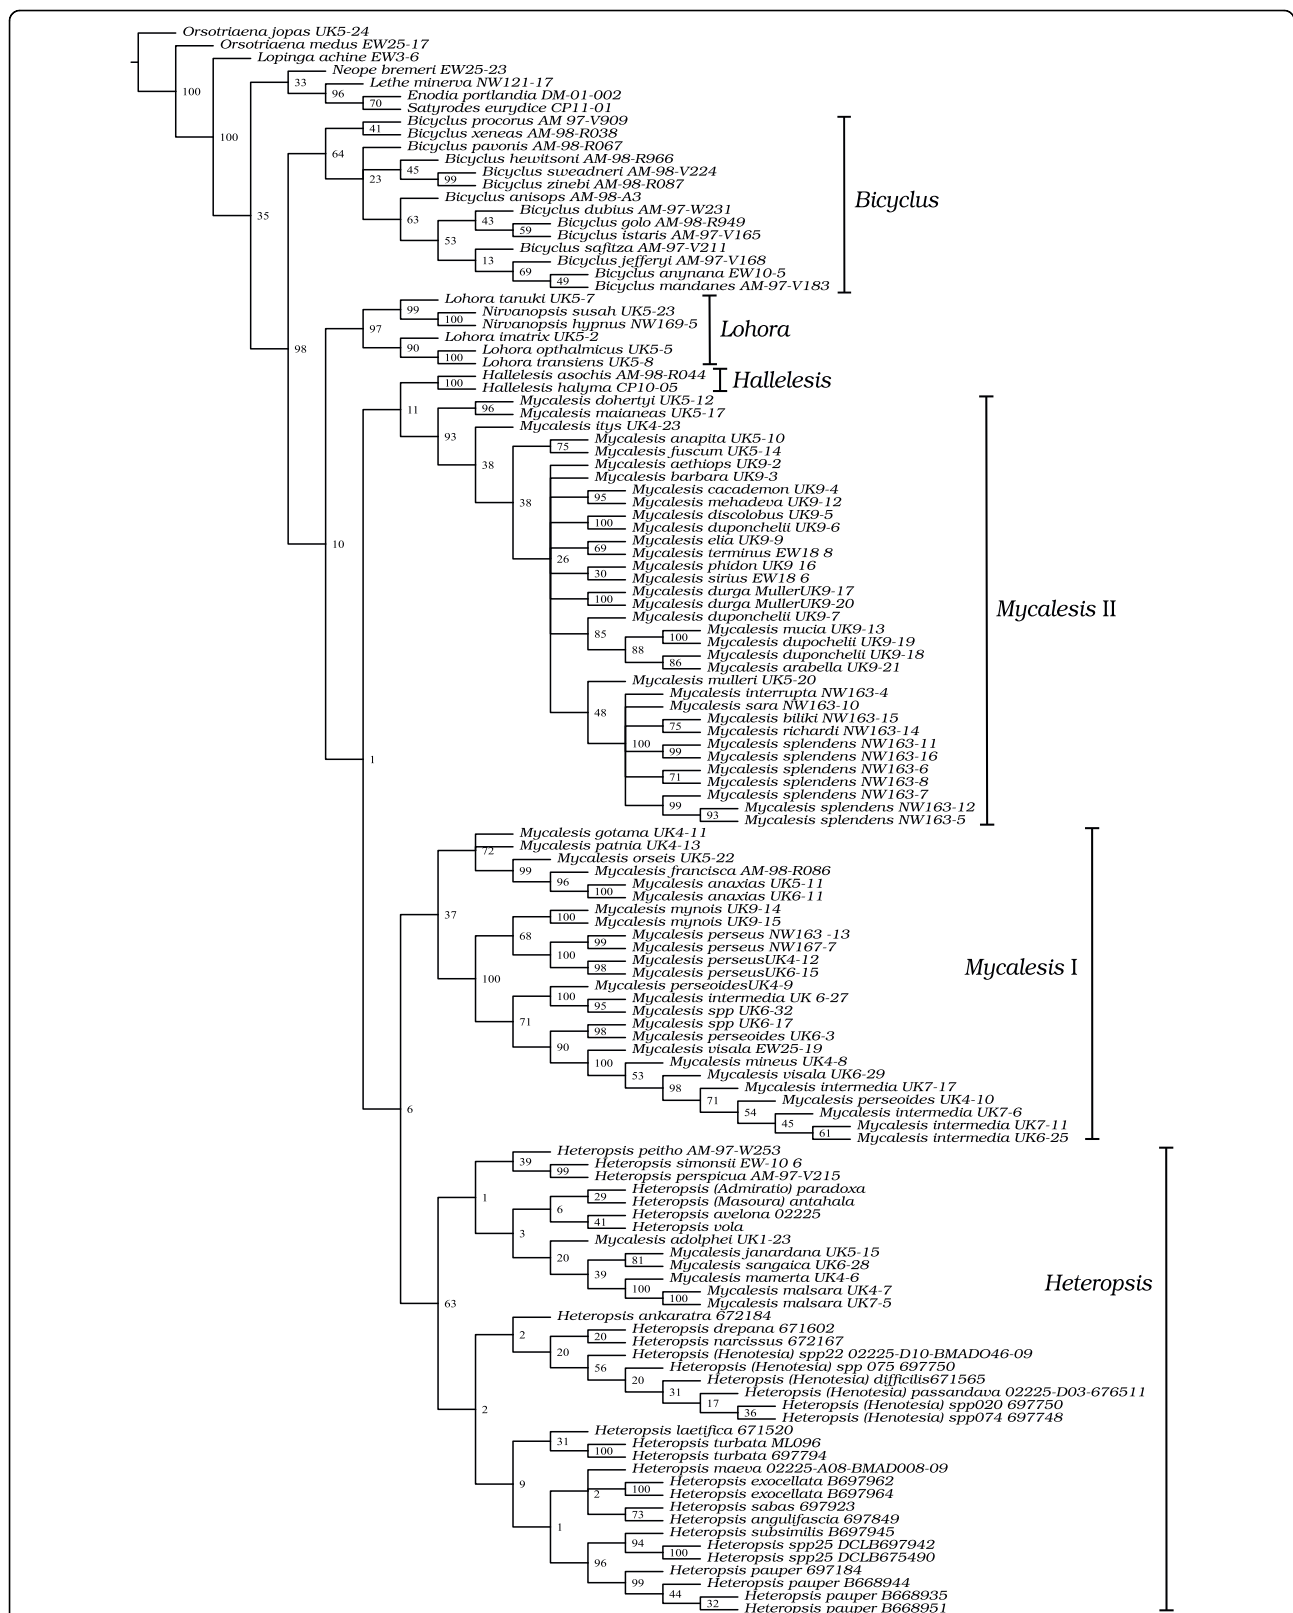 Orsotriaena jopas UK5-24
Orsotriaena medus EW25-17
100
Lopinga achine EW3-6
100
Neope bremeri EW25-23
33
Lethe minerva NW121-17
96
Enodia portlandia DM-01-002
70
Satyrodes eurydice CP11-01
35
Bicyclus procorus AM 97-V909
41
Bicyclus xeneas AM-98-R038
64
Bicyclus pavonis AM-98-R067
23
Bicyclus hewitsoni AM-98-R966
45
Bicyclus sweadneri AM-98-V224
99
Bicyclus zinebi AM-98-R087
Bicyclus anisops AM-98-A3
63
Bicyclus dubius AM-97-W231
43
Bicyclus golo AM-98-R949
59
Bicyclus istaris AM-97-V165
53
Bicyclus safitza AM-97-V211
13
Bicyclus jefferyi AM-97-V168
69
Bicyclus anynana EW10-5
49
Bicyclus mandanes AM-97-V183
Bicyclus
98
Lohora tanuki UK5-7
99
Nirvanopsis susah UK5-23
100
Nirvanopsis hypnus NW169-5
97
Lohora imatrix UK5-2
90
Lohora opthalmicus UK5-5
100
Lohora transiens UK5-8
Lohora
10
Hallelesis asochis AM-98-R044
100
Hallelesis halyma CP10-05
Hallelesis
11
Mycalesis dohertyi UK5-12
96
Mycalesis maianeas UK5-17
93
Mycalesis itys UK4-23
38
Mycalesis anapita UK5-10
75
Mycalesis fuscum UK5-14
38
Mycalesis aethiops UK9-2
Mycalesis barbara UK9-3
Mycalesis cacademon UK9-4
95
Mycalesis mehadeva UK9-12
Mycalesis discolobus UK9-5
100
Mycalesis duponchelii UK9-6
Mycalesis elia UK9-9
69
Mycalesis terminus EW18 8
26
Mycalesis phidon UK9 16
30
Mycalesis sirius EW18 6
Mycalesis durga MullerUK9-17
100
Mycalesis durga MullerUK9-20
Mycalesis duponchelii UK9-7
85
Mycalesis mucia UK9-13
100
Mycalesis dupochelii UK9-19
88
Mycalesis duponchelii UK9-18
86
Mycalesis arabella UK9-21
Mycalesis mulleri UK5-20
48
Mycalesis interrupta NW163-4
Mycalesis sara NW163-10
Mycalesis biliki NW163-15
75
Mycalesis richardi NW163-14
100
Mycalesis splendens NW163-11
99
Mycalesis splendens NW163-16
Mycalesis splendens NW163-6
71
Mycalesis splendens NW163-8
Mycalesis splendens NW163-7
99
Mycalesis splendens NW163-12
93
Mycalesis splendens NW163-5
Mycalesis II
1
Mycalesis gotama UK4-11
72
Mycalesis patnia UK4-13
Mycalesis orseis UK5-22
99
Mycalesis francisca AM-98-R086
96
Mycalesis anaxias UK5-11
100
Mycalesis anaxias UK6-11
37
Mycalesis mynois UK9-14
100
Mycalesis mynois UK9-15
68
Mycalesis perseus NW163 -13
99
Mycalesis perseus NW167-7
100
Mycalesis perseusUK4-12
98
Mycalesis perseusUK6-15
100
Mycalesis perseoidesUK4-9
100
Mycalesis intermedia UK 6-27
95
Mycalesis spp UK6-32
71
Mycalesis spp UK6-17
98
Mycalesis perseoides UK6-3
90
Mycalesis visala EW25-19
100
Mycalesis mineus UK4-8
53
Mycalesis visala UK6-29
98
Mycalesis intermedia UK7-17
71
Mycalesis perseoides UK4-10
54
Mycalesis intermedia UK7-6
45
Mycalesis intermedia UK7-11
61
Mycalesis intermedia UK6-25
Mycalesis I
6
Heteropsis peitho AM-97-W253
39
Heteropsis simonsii EW-10 6
99
Heteropsis perspicua AM-97-V215
1
Heteropsis (Admiratio) paradoxa
29
Heteropsis (Masoura) antahala
6
Heteropsis avelona 02225
41
Heteropsis vola
3
Mycalesis adolphei UK1-23
20
Mycalesis janardana UK5-15
81
Mycalesis sangaica UK6-28
39
Mycalesis mamerta UK4-6
100
Mycalesis malsara UK4-7
100
Mycalesis malsara UK7-5
63
Heteropsis ankaratra 672184
2
Heteropsis drepana 671602
20
Heteropsis narcissus 672167
20
Heteropsis (Henotesia) spp22 02225-D10-BMADO46-09
56
Heteropsis (Henotesia) spp 075 697750
20
Heteropsis (Henotesia) difficilis671565
31
Heteropsis (Henotesia) passandava 02225-D03-676511
17
Heteropsis (Henotesia) spp020 697750
36
Heteropsis (Henotesia) spp074 697748
2
Heteropsis laetifica 671520
31
Heteropsis turbata ML096
100
Heteropsis turbata 697794
9
Heteropsis maeva 02225-A08-BMAD008-09
2
Heteropsis exocellata B697962
100
Heteropsis exocellata B697964
Heteropsis sabas 697923
73
Heteropsis angulifascia 697849
1
Heteropsis subsimilis B697945
94
Heteropsis spp25 DCLB697942
100
Heteropsis spp25 DCLB675490
96
Heteropsis pauper 697184
99
Heteropsis pauper B668944
44
Heteropsis pauper B668935
32
Heteropsis pauper B668951
Heteropsis